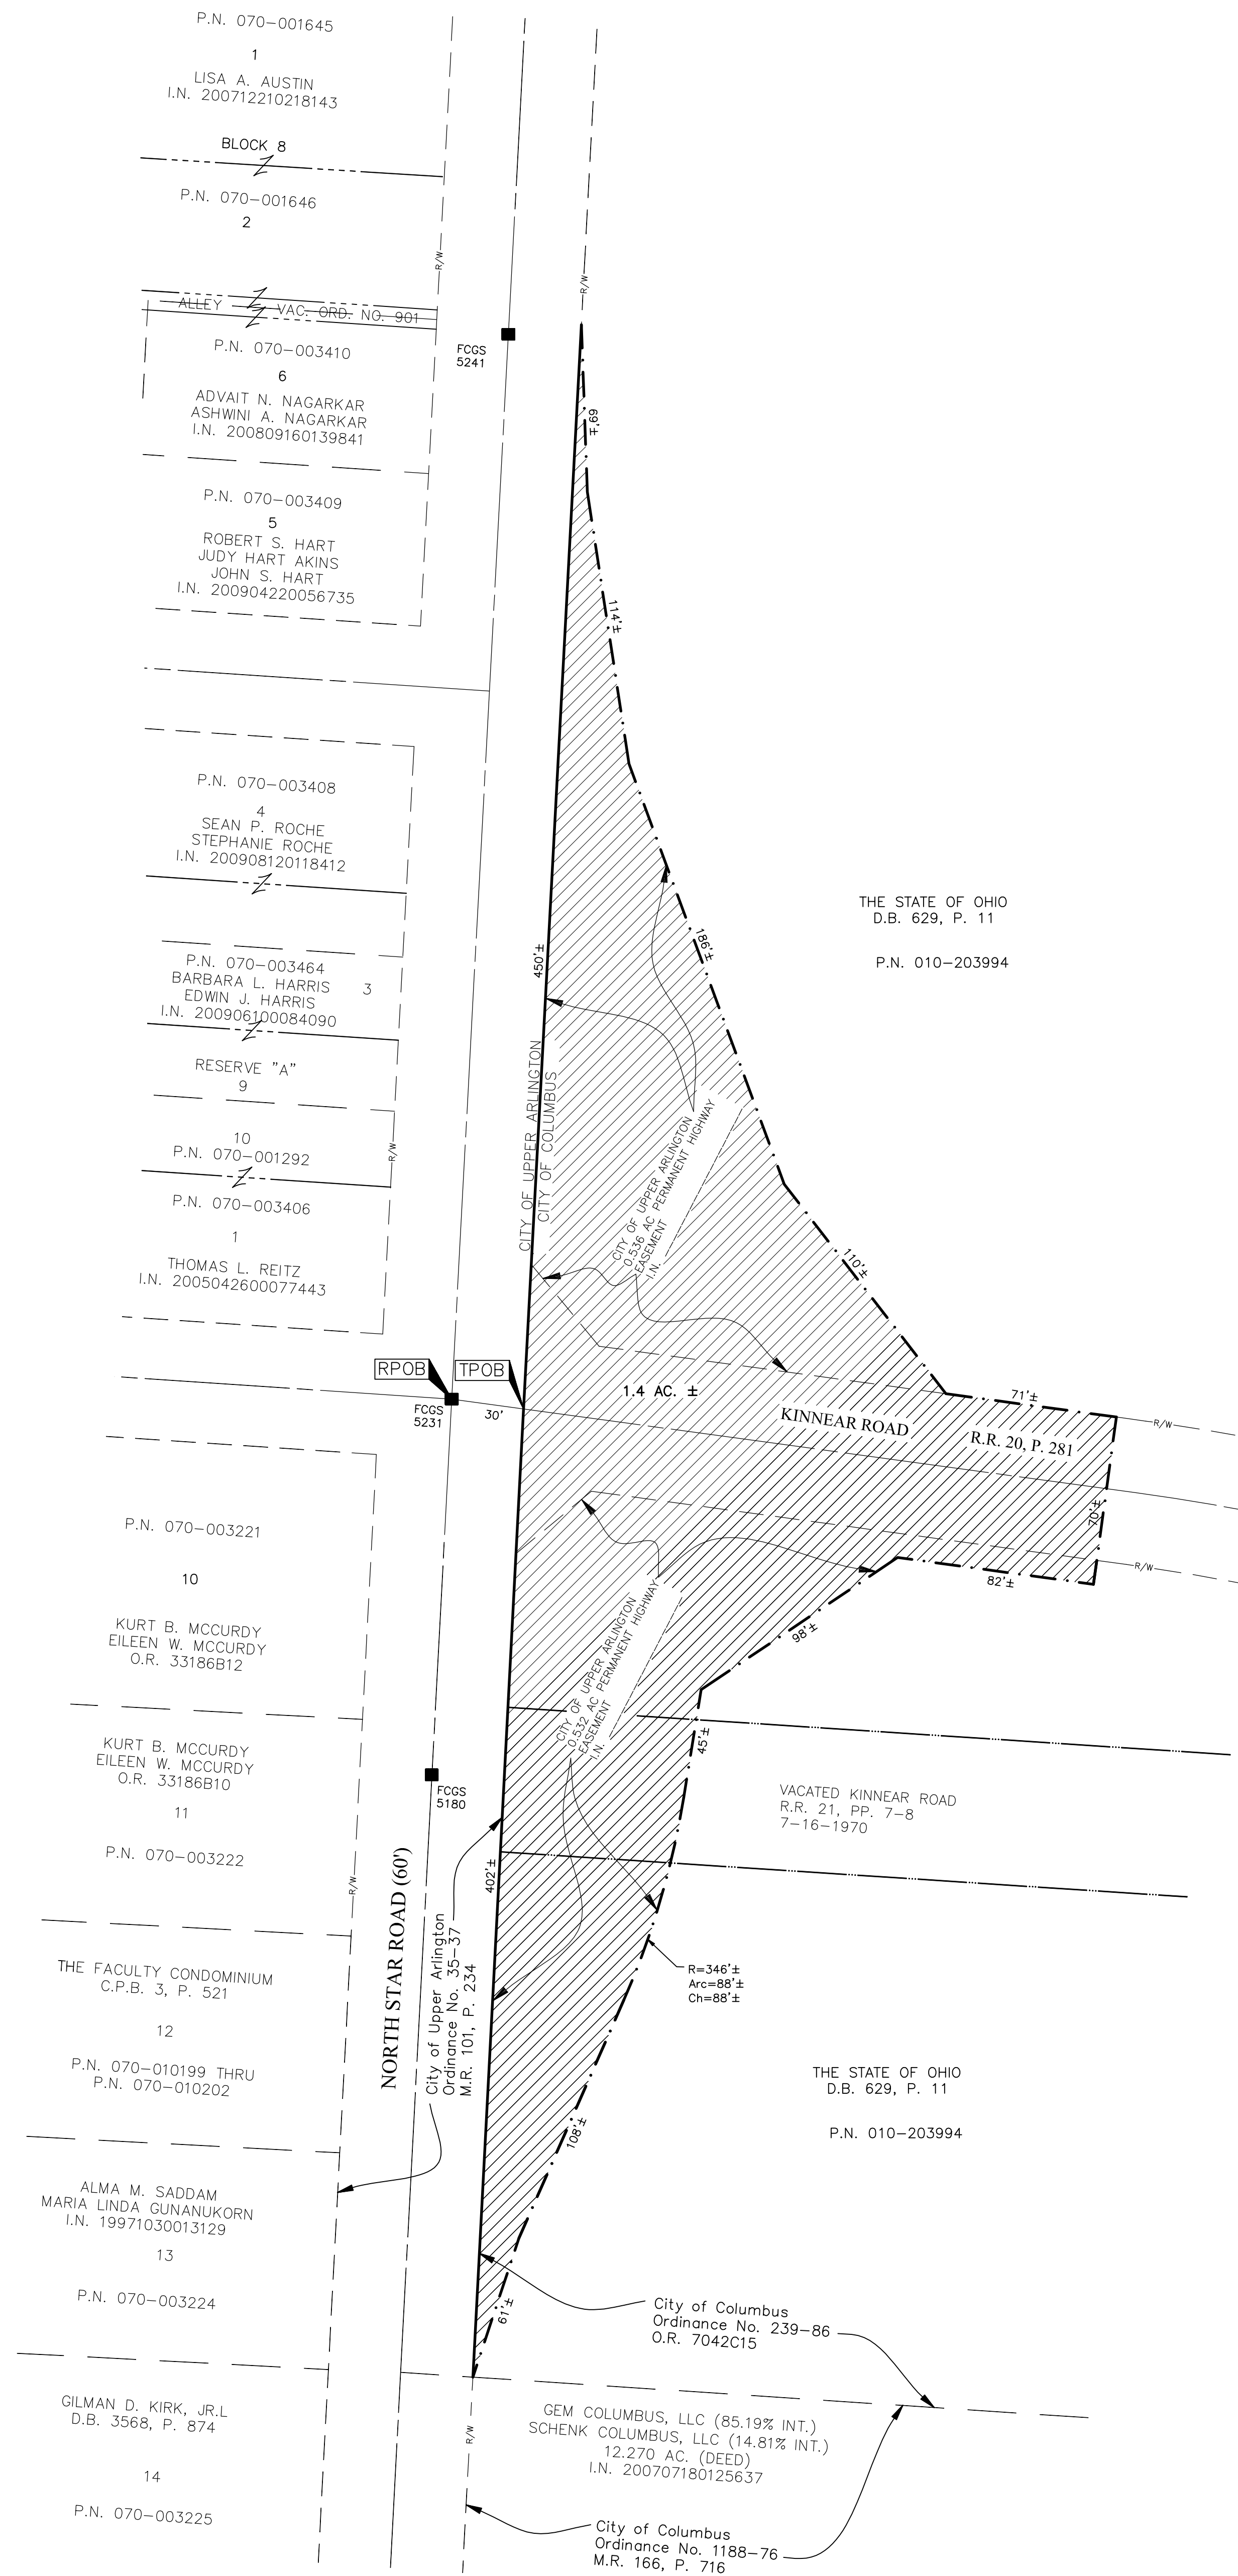 P.N. 070-001645
1
LISA A. AUSTIN
I.N. 200712210218143
BLOCK 8
P.N. 070-001646
2
R/W
R/W
ALLEY VAC. ORD. NO. 901
P.N. 070-003410
6
ADVAIT N. NAGARKAR
ASHWINI A. NAGARKAR
I.N. 200809160139841
FCGS
5241
69'±
P.N. 070-003409
5
ROBERT S. HART
JUDY HART AKINS
JOHN S. HART
I.N. 200904220056735
114'±
P.N. 070-003408
4
SEAN P. ROCHE
STEPHANIE ROCHE
I.N. 200908120118412
THE STATE OF OHIO
D.B. 629, P. 11
P.N. 010-203994
186'±
450'±
P.N. 070-003464
BARBARA L. HARRIS
3
EDWIN J. HARRIS
I.N. 200906100084090
RESERVE "A"
9
10
P.N. 070-001292
R/W
P.N. 070-003406
1
THOMAS L. REITZ
I.N. 2005042600077443
CITY OF UPPER ARLINGTON
CITY OF COLUMBUS
CITY OF UPPER ARLINGTON
0.536 AC PERMANENT HIGHWAY
EASEMENT
I.N.
110'±
RPOB
TPOB
FCGS
5231
30'
1.4 AC. ±
71'±
R/W
KINNEAR ROAD
R.R. 20, P. 281
70'±
R/W
82'±
98'±
P.N. 070-003221
10
KURT B. MCCURDY
EILEEN W. MCCURDY
O.R. 33186B12
CITY OF UPPER ARLINGTON
0.532 AC PERMANENT HIGHWAY
EASEMENT
I.N.
45'±
KURT B. MCCURDY
EILEEN W. MCCURDY
O.R. 33186B10
11
P.N. 070-003222
FCGS
5180
VACATED KINNEAR ROAD
R.R. 21, PP. 7-8
7-16-1970
R/W
402'±
NORTH STAR ROAD (60')
City of Upper Arlington
Ordinance No. 35-37
M.R. 101, P. 234
R=346'±
Arc=88'±
Ch=88'±
THE FACULTY CONDOMINIUM
C.P.B. 3, P. 521
12
P.N. 070-010199 THRU
P.N. 070-010202
THE STATE OF OHIO
D.B. 629, P. 11
P.N. 010-203994
108'±
ALMA M. SADDAM
MARIA LINDA GUNANUKORN
I.N. 19971030013129
13
P.N. 070-003224
61'±
City of Columbus
Ordinance No. 239-86
O.R. 7042C15
GILMAN D. KIRK, JR.L
D.B. 3568, P. 874
14
P.N. 070-003225
R/W
GEM COLUMBUS, LLC (85.19% INT.)
SCHENK COLUMBUS, LLC (14.81% INT.)
12.270 AC. (DEED)
I.N. 200707180125637
City of Columbus
Ordinance No. 1188-76
M.R. 166, P. 716